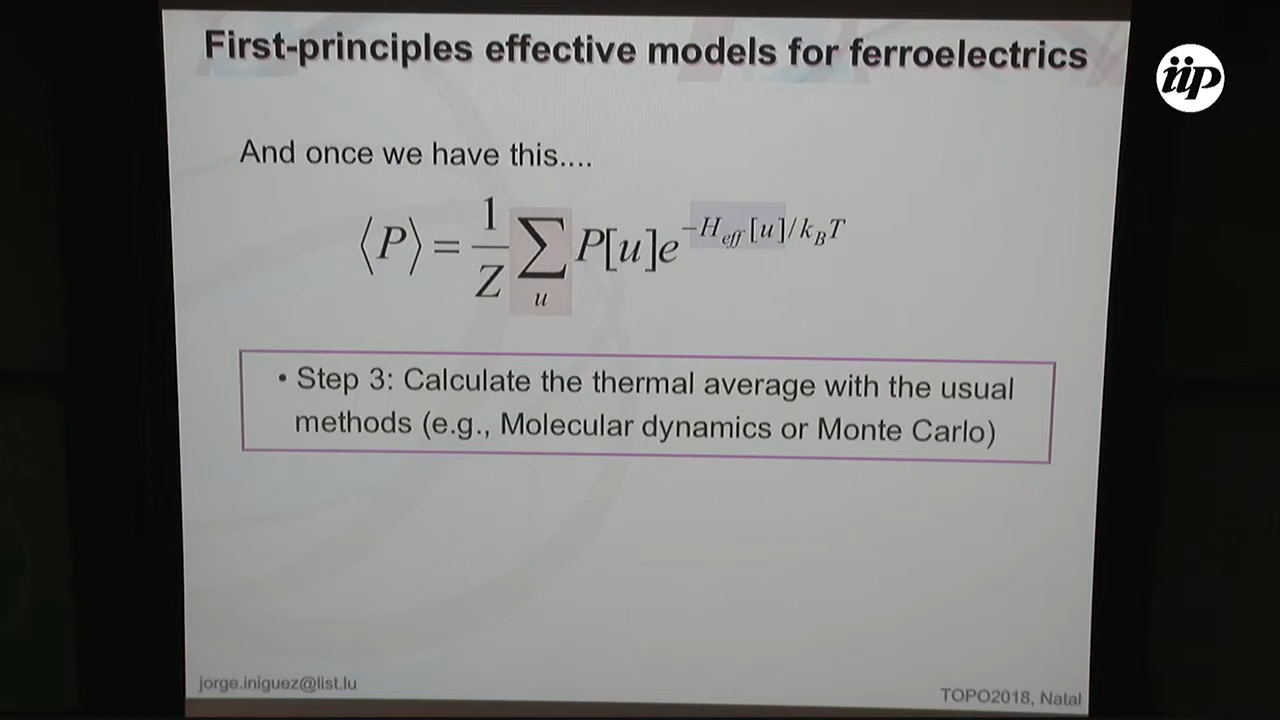 First-principles effective models for ferroelectrics
iip
And once we have this....
⟨P⟩ = 1/Z ∑_u P[u]e^{-H_eff[u]/k_BT}
• Step 3: Calculate the thermal average with the usual
methods (e.g., Molecular dynamics or Monte Carlo)
jorge.iniguez@list.lu
TOPO2018, Natal